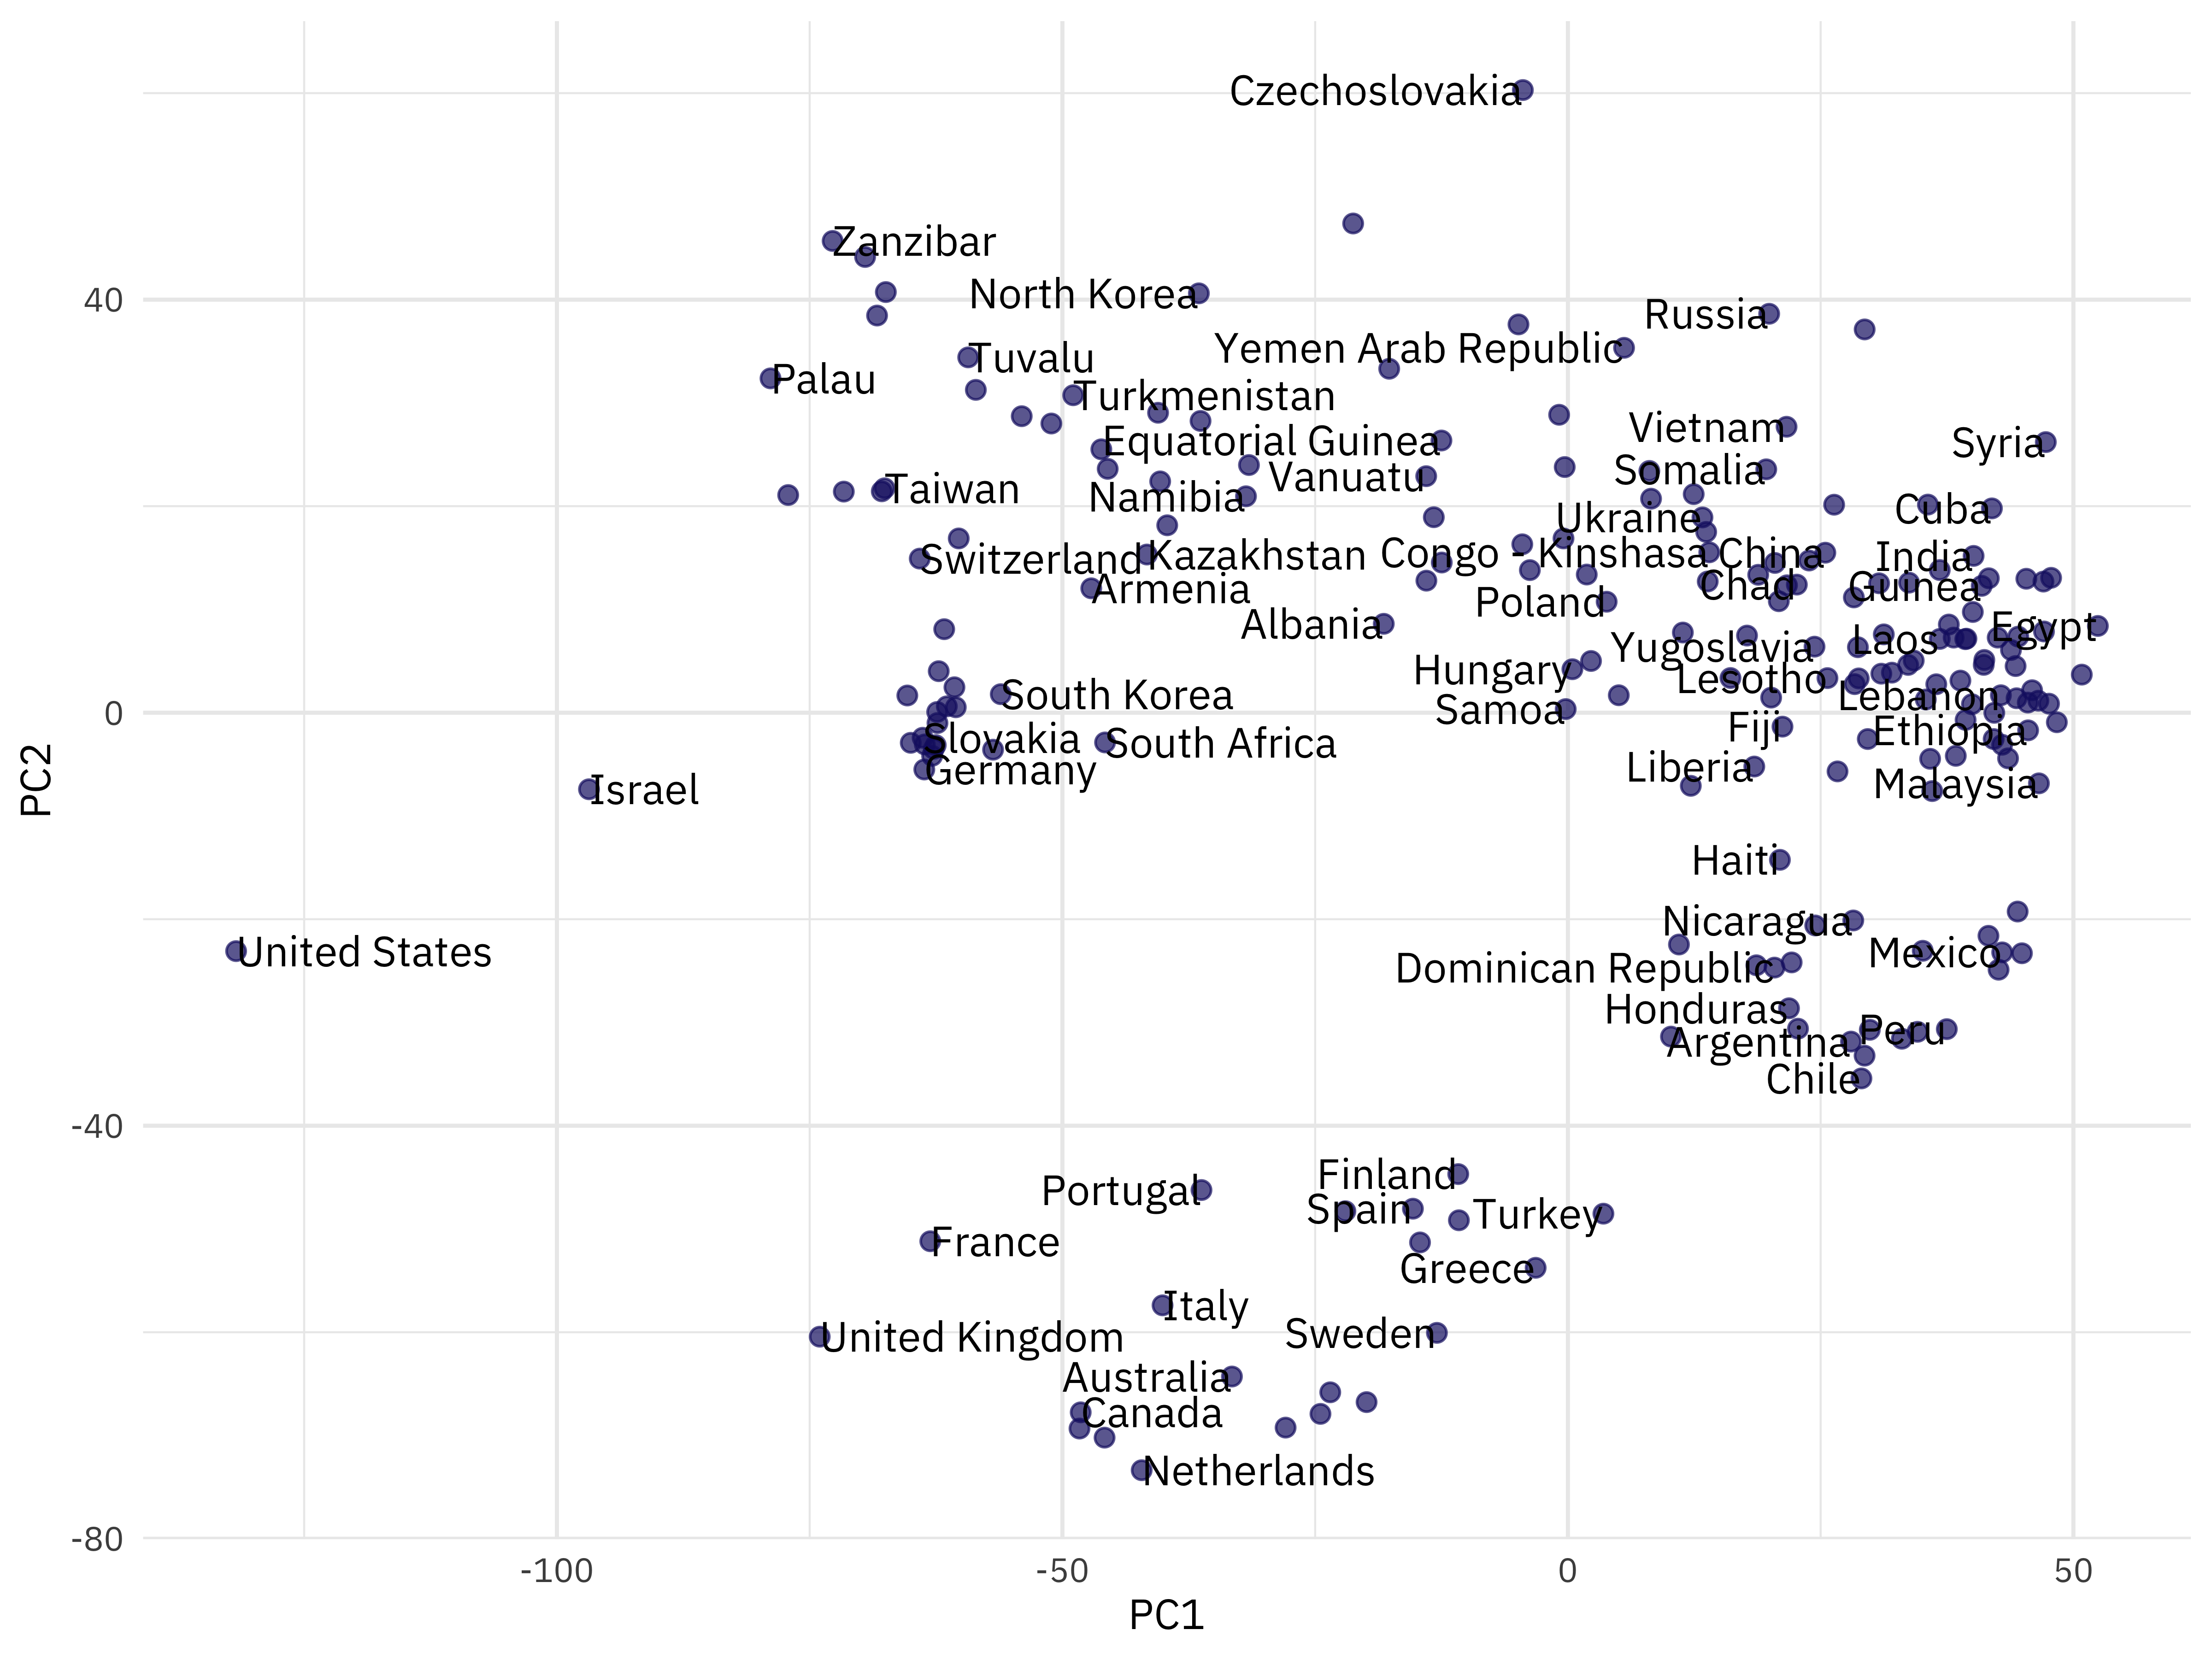 Czechoslovakia
Zanzibar
North Korea
40
Russia
Yemen Arab Republic
Tuvalu
Palau
Turkmenistan
Vietnam
Equatorial Guinea
Syria
Somalia
Vanuatu
Taiwan
Namibia
Cuba
Ukraine
Switzerland
Kazakhstan
Congo - Kinshasa
China
India
Armenia
Chad
Guinea
Poland
Albania
Egypt
Yugoslavia
Laos
Hungary
Lesotho
South Korea
Lebanon
Samoa
0
Fiji
Ethiopia
Slovakia
South Africa
Germany
Liberia
PC2
Israel
Malaysia
Haiti
Nicaragua
United States
Mexico
Dominican Republic
Honduras
Peru
Argentina
Chile
-40
Finland
Portugal
Spain
Turkey
France
Greece
Italy
United Kingdom
Sweden
Australia
Canada
Netherlands
-80
-100
-50
0
50
PC1